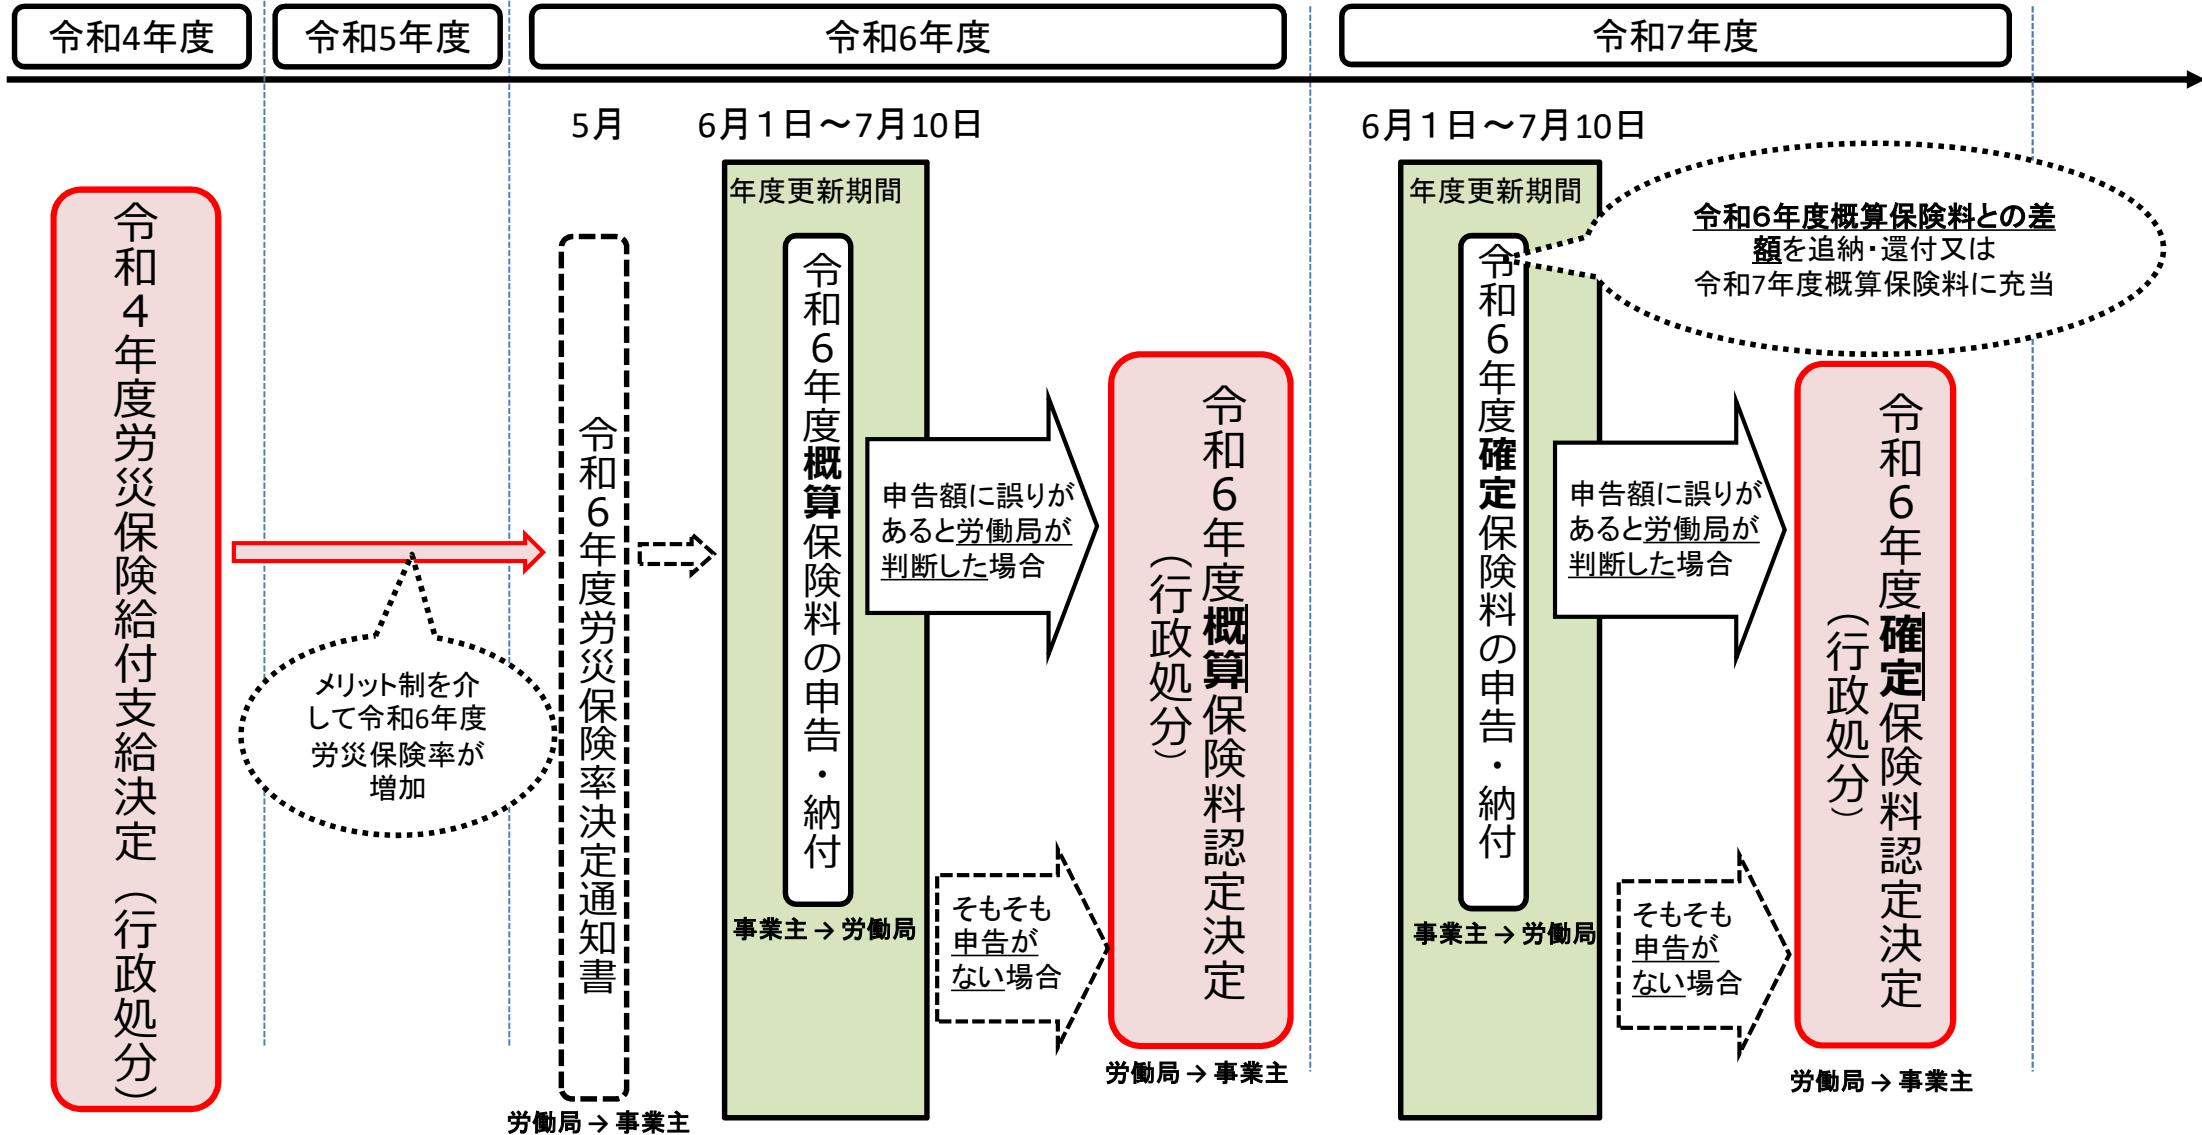 令和4年度
令和5年度
令和6年度
令和7年度
5月
6月１日～7月10日
6月１日～7月10日
令和４年度労災保険給付支給決定（行政処分）
メリット制を介
して令和6年度
労災保険率が
増加
令和６年度労災保険率決定通知書
労働局→事業主
年度更新期間
令和６年度概算保険料の申告・納付
事業主→労働局
申告額に誤りが
あると労働局が
判断した場合
そもそも
申告が
ない場合
令和６年度概算保険料認定決定
（行政処分）
労働局→事業主
年度更新期間
令和６年度確定保険料の申告・納付
事業主→労働局
令和６年度概算保険料との差
額を追納・還付又は
令和7年度概算保険料に充当
申告額に誤りが
あると労働局が
判断した場合
そもそも
申告が
ない場合
令和６年度確定保険料認定決定
（行政処分）
労働局→事業主